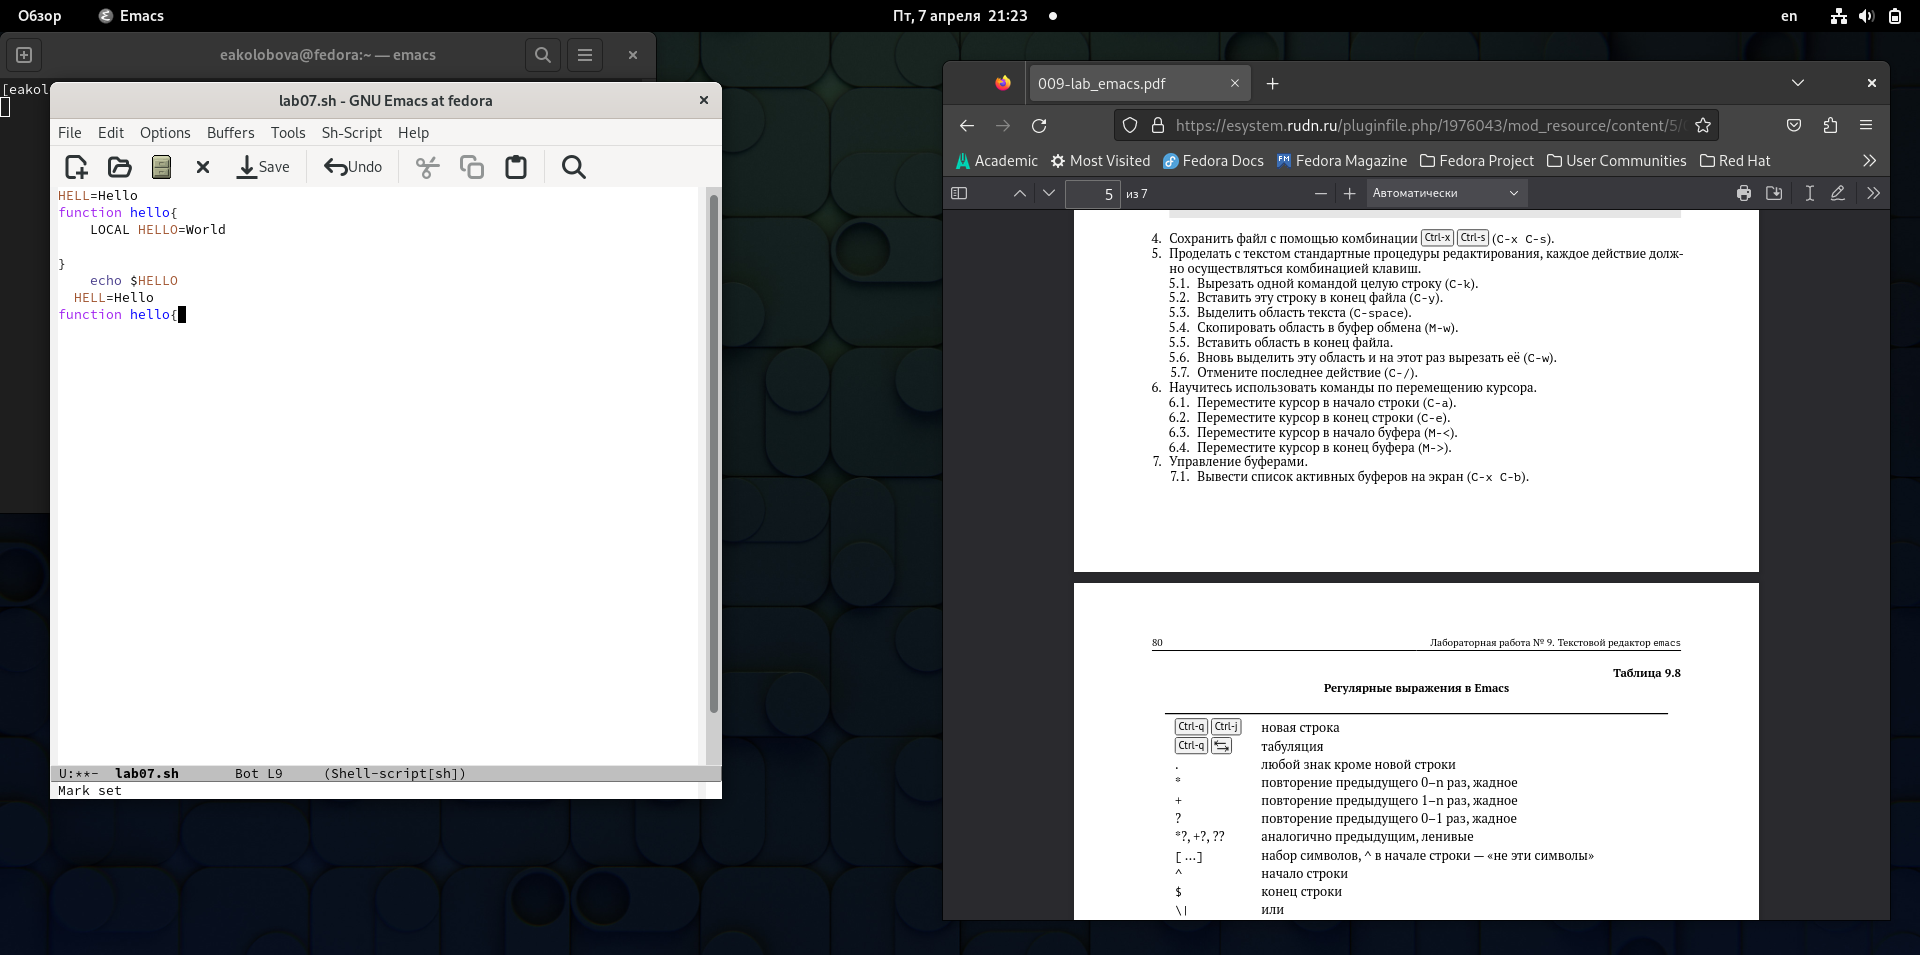 Обзор
Emacs
Пт, 7 апреля 21:23
en
eakolobova@fedora:~ — emacs
[eakol
lab07.sh - GNU Emacs at fedora
File Edit Options Buffers Tools Sh-Script Help
Save
Undo
HELL=Hello
function hello{
    LOCAL HELLO=World
}
    echo $HELLO
  HELL=Hello
function hello{
U:**-  lab07.sh       Bot L9     (Shell-script[sh])
Mark set
009-lab_emacs.pdf
https://esystem.rudn.ru/pluginfile.php/1976043/mod_resource/content/5/
Academic Most Visited Fedora Docs Fedora Magazine Fedora Project User Communities Red Hat
5 из 7
Автоматически
4. Сохранить файл с помощью комбинации Ctrl-x Ctrl-s (C-x C-s).
5. Проделать с текстом стандартные процедуры редактирования, каждое действие долж-
но осуществляться комбинацией клавиш.
5.1. Вырезать одной командой целую строку (C-k).
5.2. Вставить эту строку в конец файла (C-y).
5.3. Выделить область текста (C-space).
5.4. Скопировать область в буфер обмена (M-w).
5.5. Вставить область в конец файла.
5.6. Вновь выделить эту область и на этот раз вырезать её (C-w).
5.7. Отмените последнее действие (C-/).
6. Научитесь использовать команды по перемещению курсора.
6.1. Переместите курсор в начало строки (C-a).
6.2. Переместите курсор в конец строки (C-e).
6.3. Переместите курсор в начало буфера (M-<).
6.4. Переместите курсор в конец буфера (M->).
7. Управление буферами.
7.1. Вывести список активных буферов на экран (C-x C-b).
80 Лабораторная работа № 9. Текстовой редактор emacs
Таблица 9.8
Регулярные выражения в Emacs
Ctrl-q Ctrl-j новая строка
Ctrl-q ⇆ табуляция
. любой знак кроме новой строки
* повторение предыдущего 0–n раз, жадное
+ повторение предыдущего 1–n раз, жадное
? повторение предыдущего 0–1 раз, жадное
*?, +?, ?? аналогично предыдущим, ленивые
[ ...] набор символов, ^ в начале строки — «не эти символы»
^ начало строки
$ конец строки
\| или